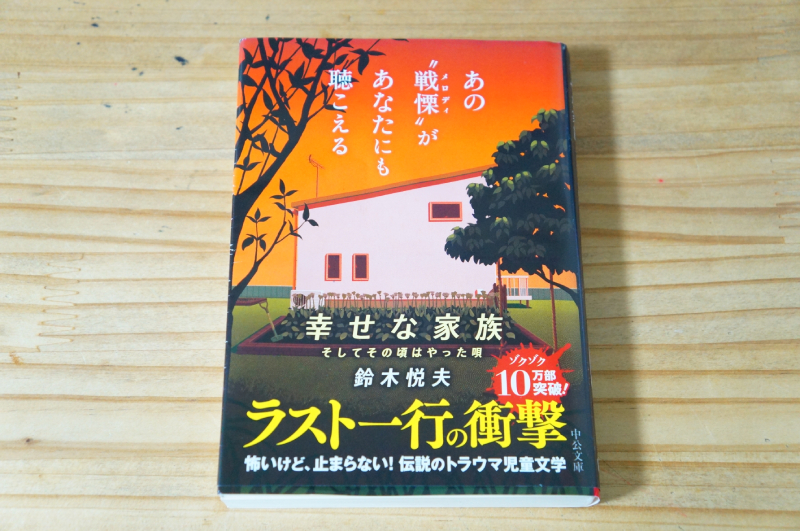 あの
“戦慄”が
メロディ
あなたにも
聴こえる
幸せな家族
そしてその頃はやった唄
鈴木悦夫
ゾクゾク
10万部
突破!
ラスト一行の衝撃
怖いけど、止まらない! 伝説のトラウマ児童文学
中公文庫